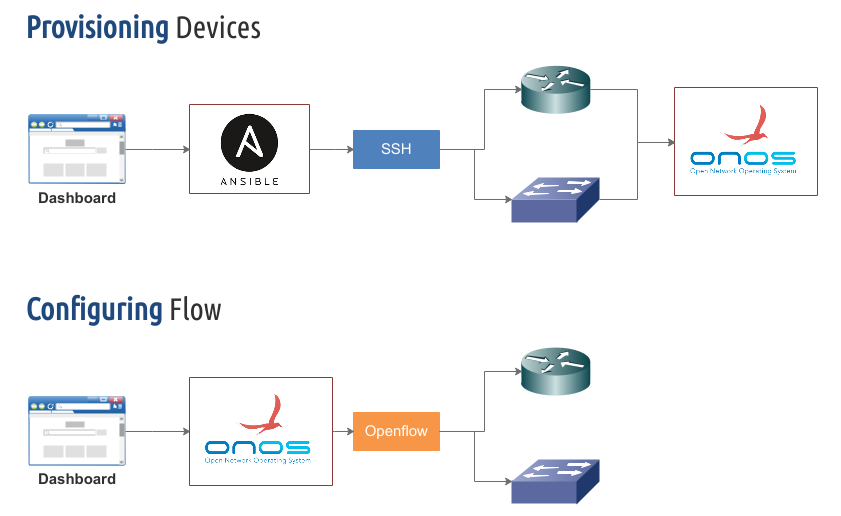 Provisioning Devices
Dashboard
ANSIBLE
SSH
onos
Open Network Operating System
Configuring Flow
Dashboard
onos
Open Network Operating System
Openflow